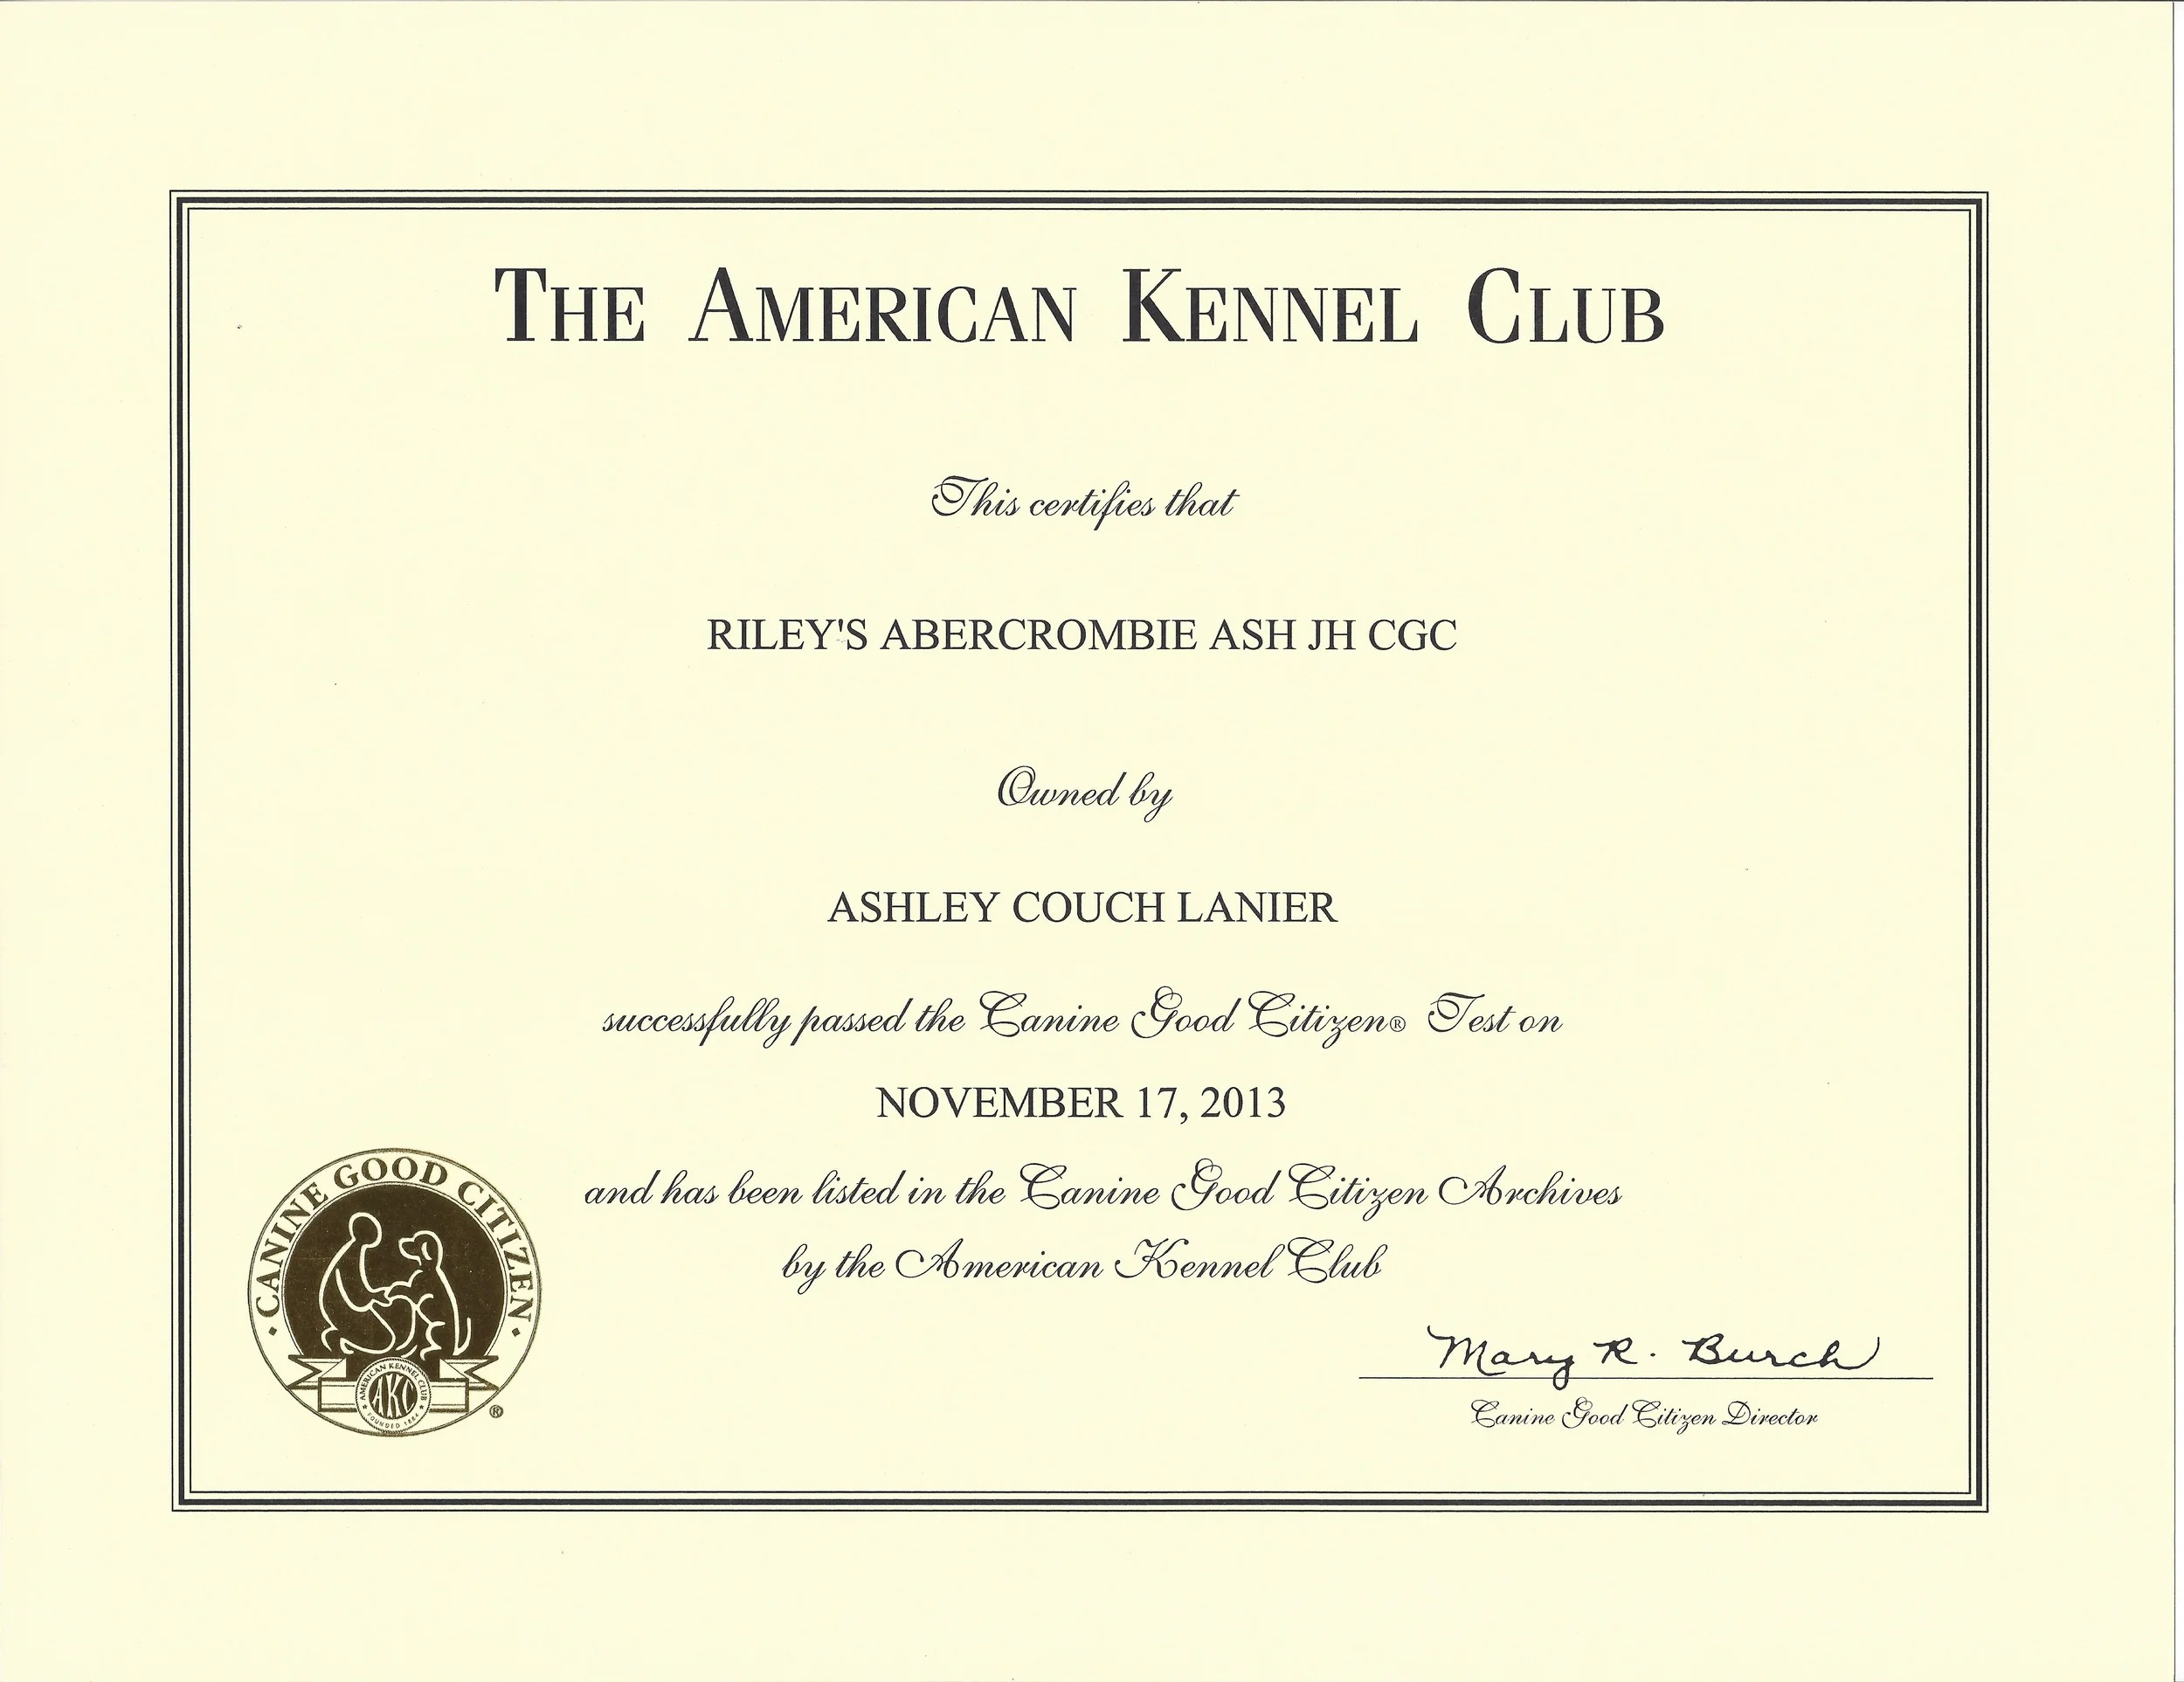 THE AMERICAN KENNEL CLUB
This certifies that
RILEY'S ABERCROMBIE ASH JH CGC
Owned by
ASHLEY COUCH LANIER
successfully passed the Canine Good Citizen® Test on
NOVEMBER 17, 2013
and has been listed in the Canine Good Citizen Archives
by the American Kennel Club
· CANINE GOOD CITIZEN ·
AMERICAN KENNEL CLUB
AKC
FOUNDED 1884
®
Mary R. Burch
Canine Good Citizen Director